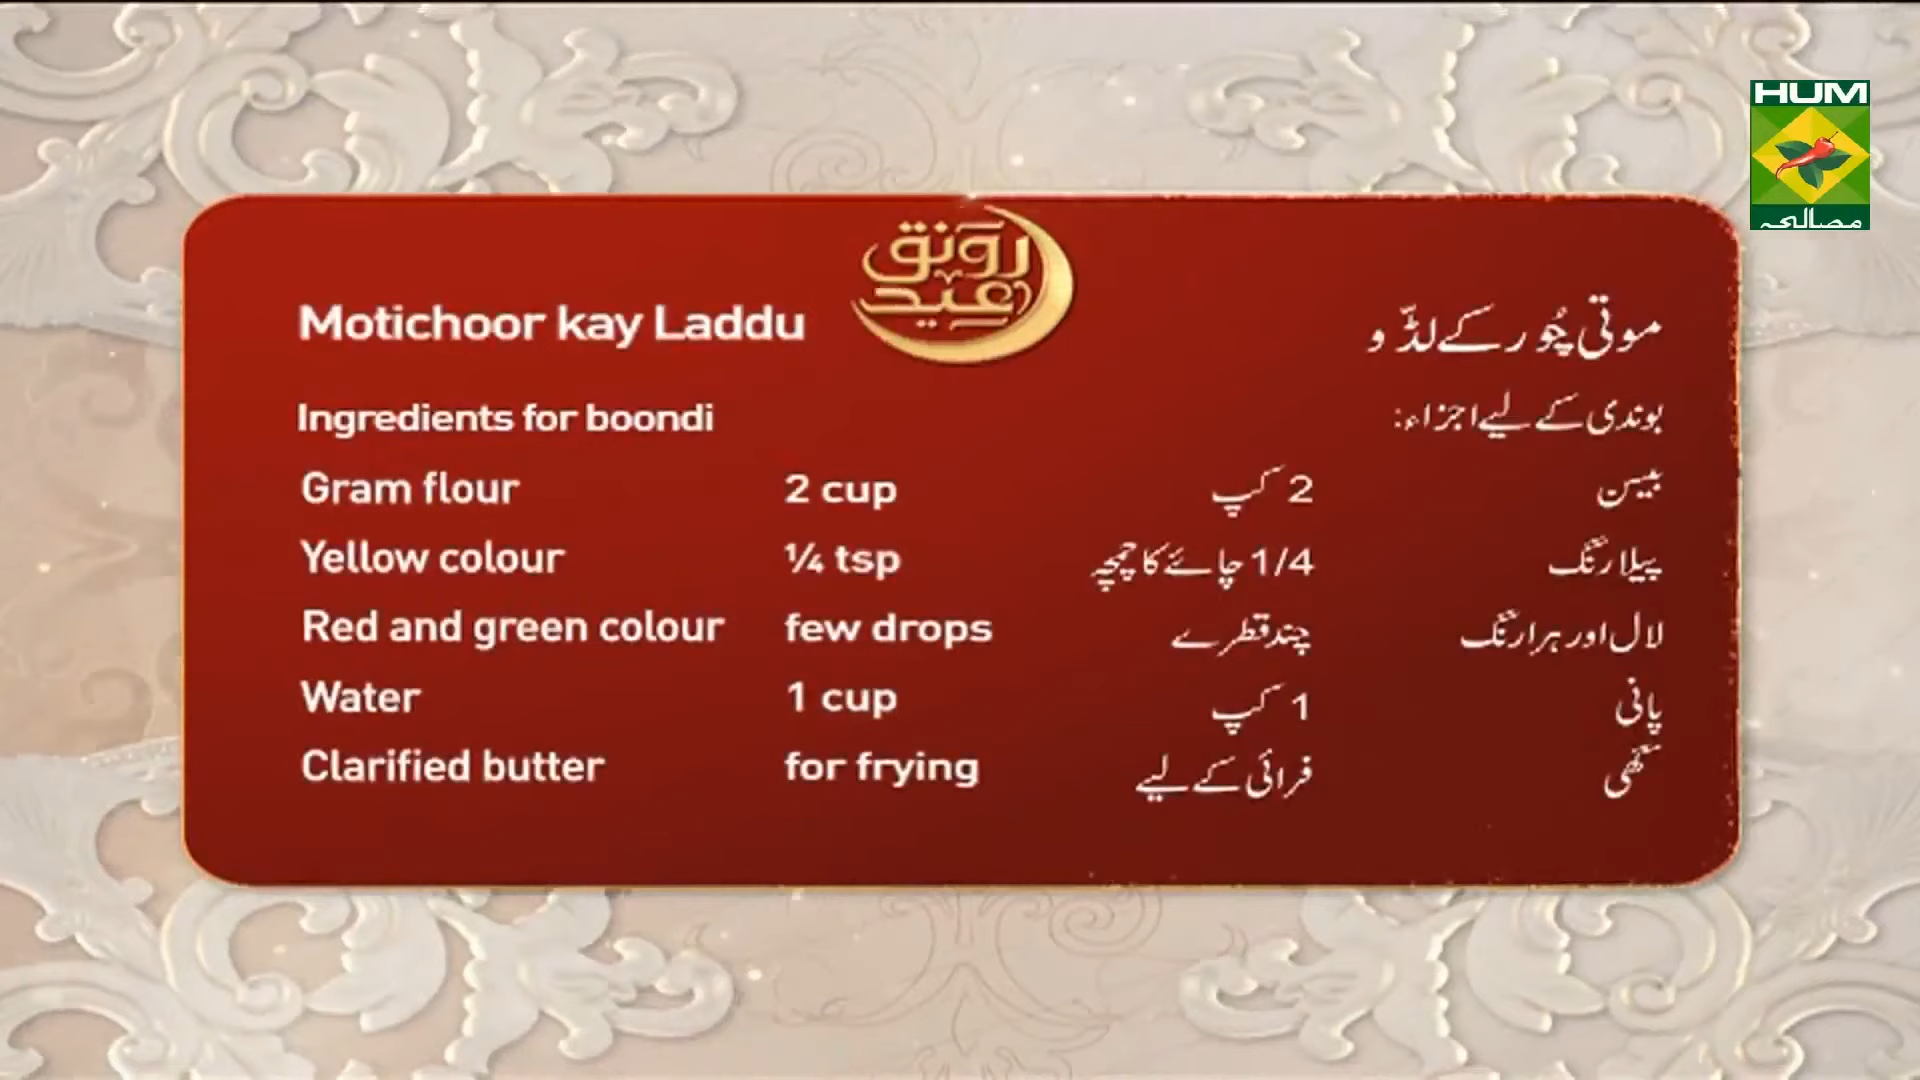 HUM
مصالحہ
رونق عید
Motichoor kay Laddu موتی چُور کے لڈّو
Ingredients for boondi بوندی کے لیے اجزاء:
Gram flour 2 cup 2 کپ بیسن
Yellow colour ¼ tsp 1/4 چائے کا چمچہ پیلا رنگ
Red and green colour few drops چند قطرے لال اور ہرا رنگ
Water 1 cup 1 کپ پانی
Clarified butter for frying فرائی کے لیے گھی